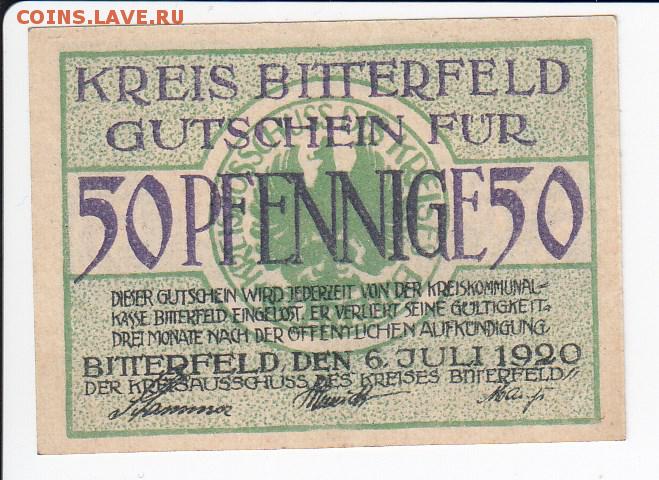 COINS.LAVE.RU
KREIS BITTERFELD
GUTSCHEIN FÜR
50 PFENNIGE 50
DIESER GUTSCHEIN WIRD JEDERZEIT VON DER KREISKOMMUNAL-
KASSE BITTERFELD EINGELÖST. ER VERLIERT SEINE GÜLTIGKEIT
DREI MONATE NACH DER ÖFFENTLICHEN AUFKÜNDIGUNG
BITTERFELD, DEN 6. JULI 1920
DER KREISAUSSCHUSS DES KREISES BITTERFELD